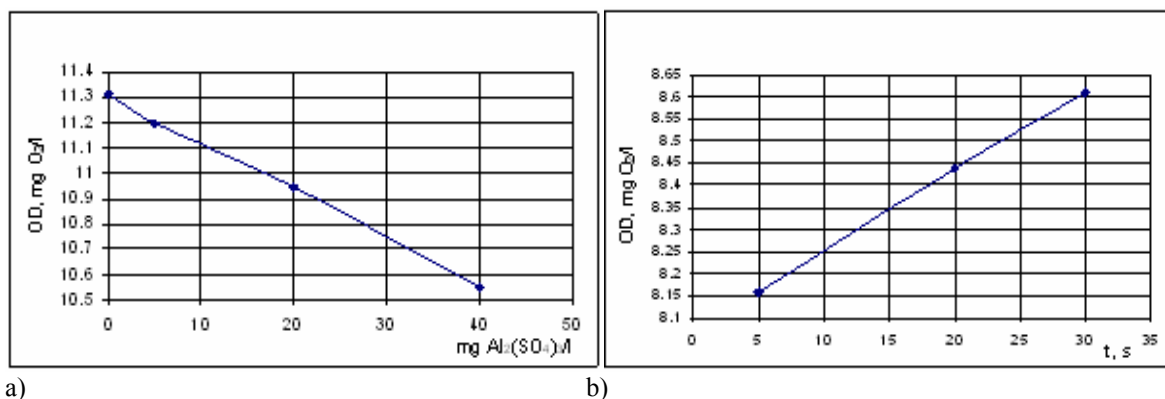 11.4
11.3
11.2
11.1
11
10.9
10.8
10.7
10.6
10.5
OD, mg O₂/l
0 10 20 30 40 50
mg Al₂(SO₄)₃/l
a)
8.65
8.6
8.55
8.5
8.45
8.4
8.35
8.3
8.25
8.2
8.15
8.1
OD, mg O₂/l
0 5 10 15 20 25 30 35
t, s
b)